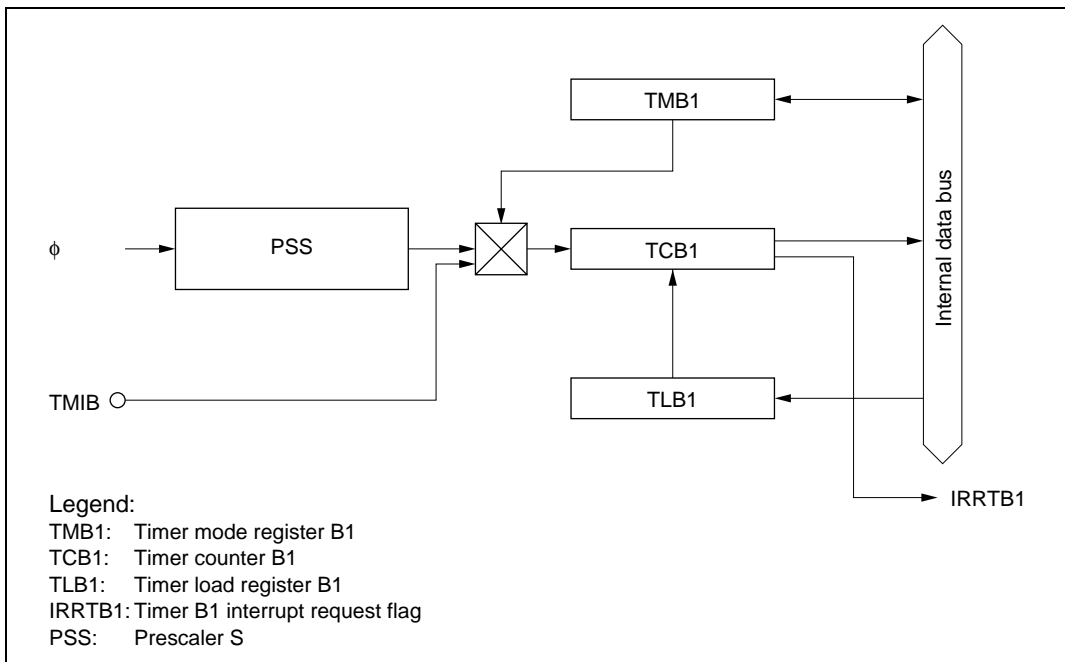 TMB1
Internal data bus
ϕ
PSS
TCB1
TMIB
TLB1
IRRTB1
Legend:
TMB1: Timer mode register B1
TCB1: Timer counter B1
TLB1: Timer load register B1
IRRTB1: Timer B1 interrupt request flag
PSS: Prescaler S